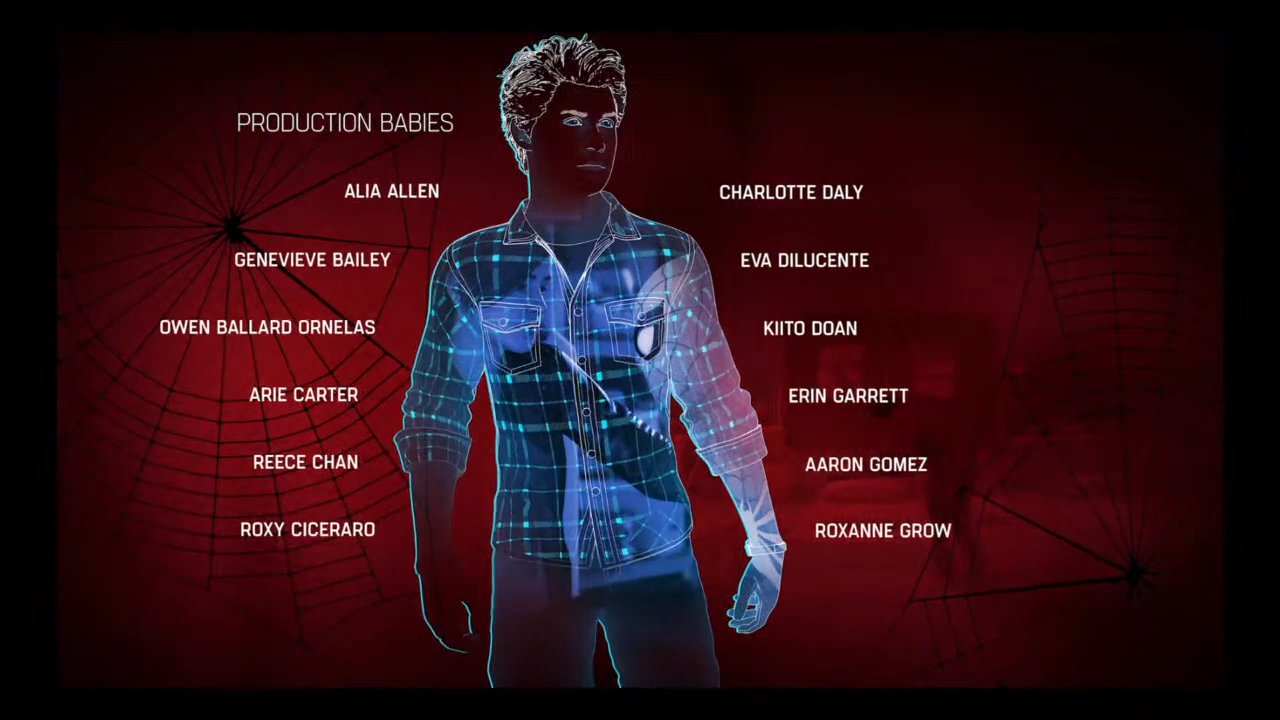 PRODUCTION BABIES
ALIA ALLEN
GENEVIEVE BAILEY
OWEN BALLARD ORNELAS
ARIE CARTER
REECE CHAN
ROXY CICERARO
CHARLOTTE DALY
EVA DILUCENTE
KIITO DOAN
ERIN GARRETT
AARON GOMEZ
ROXANNE GROW